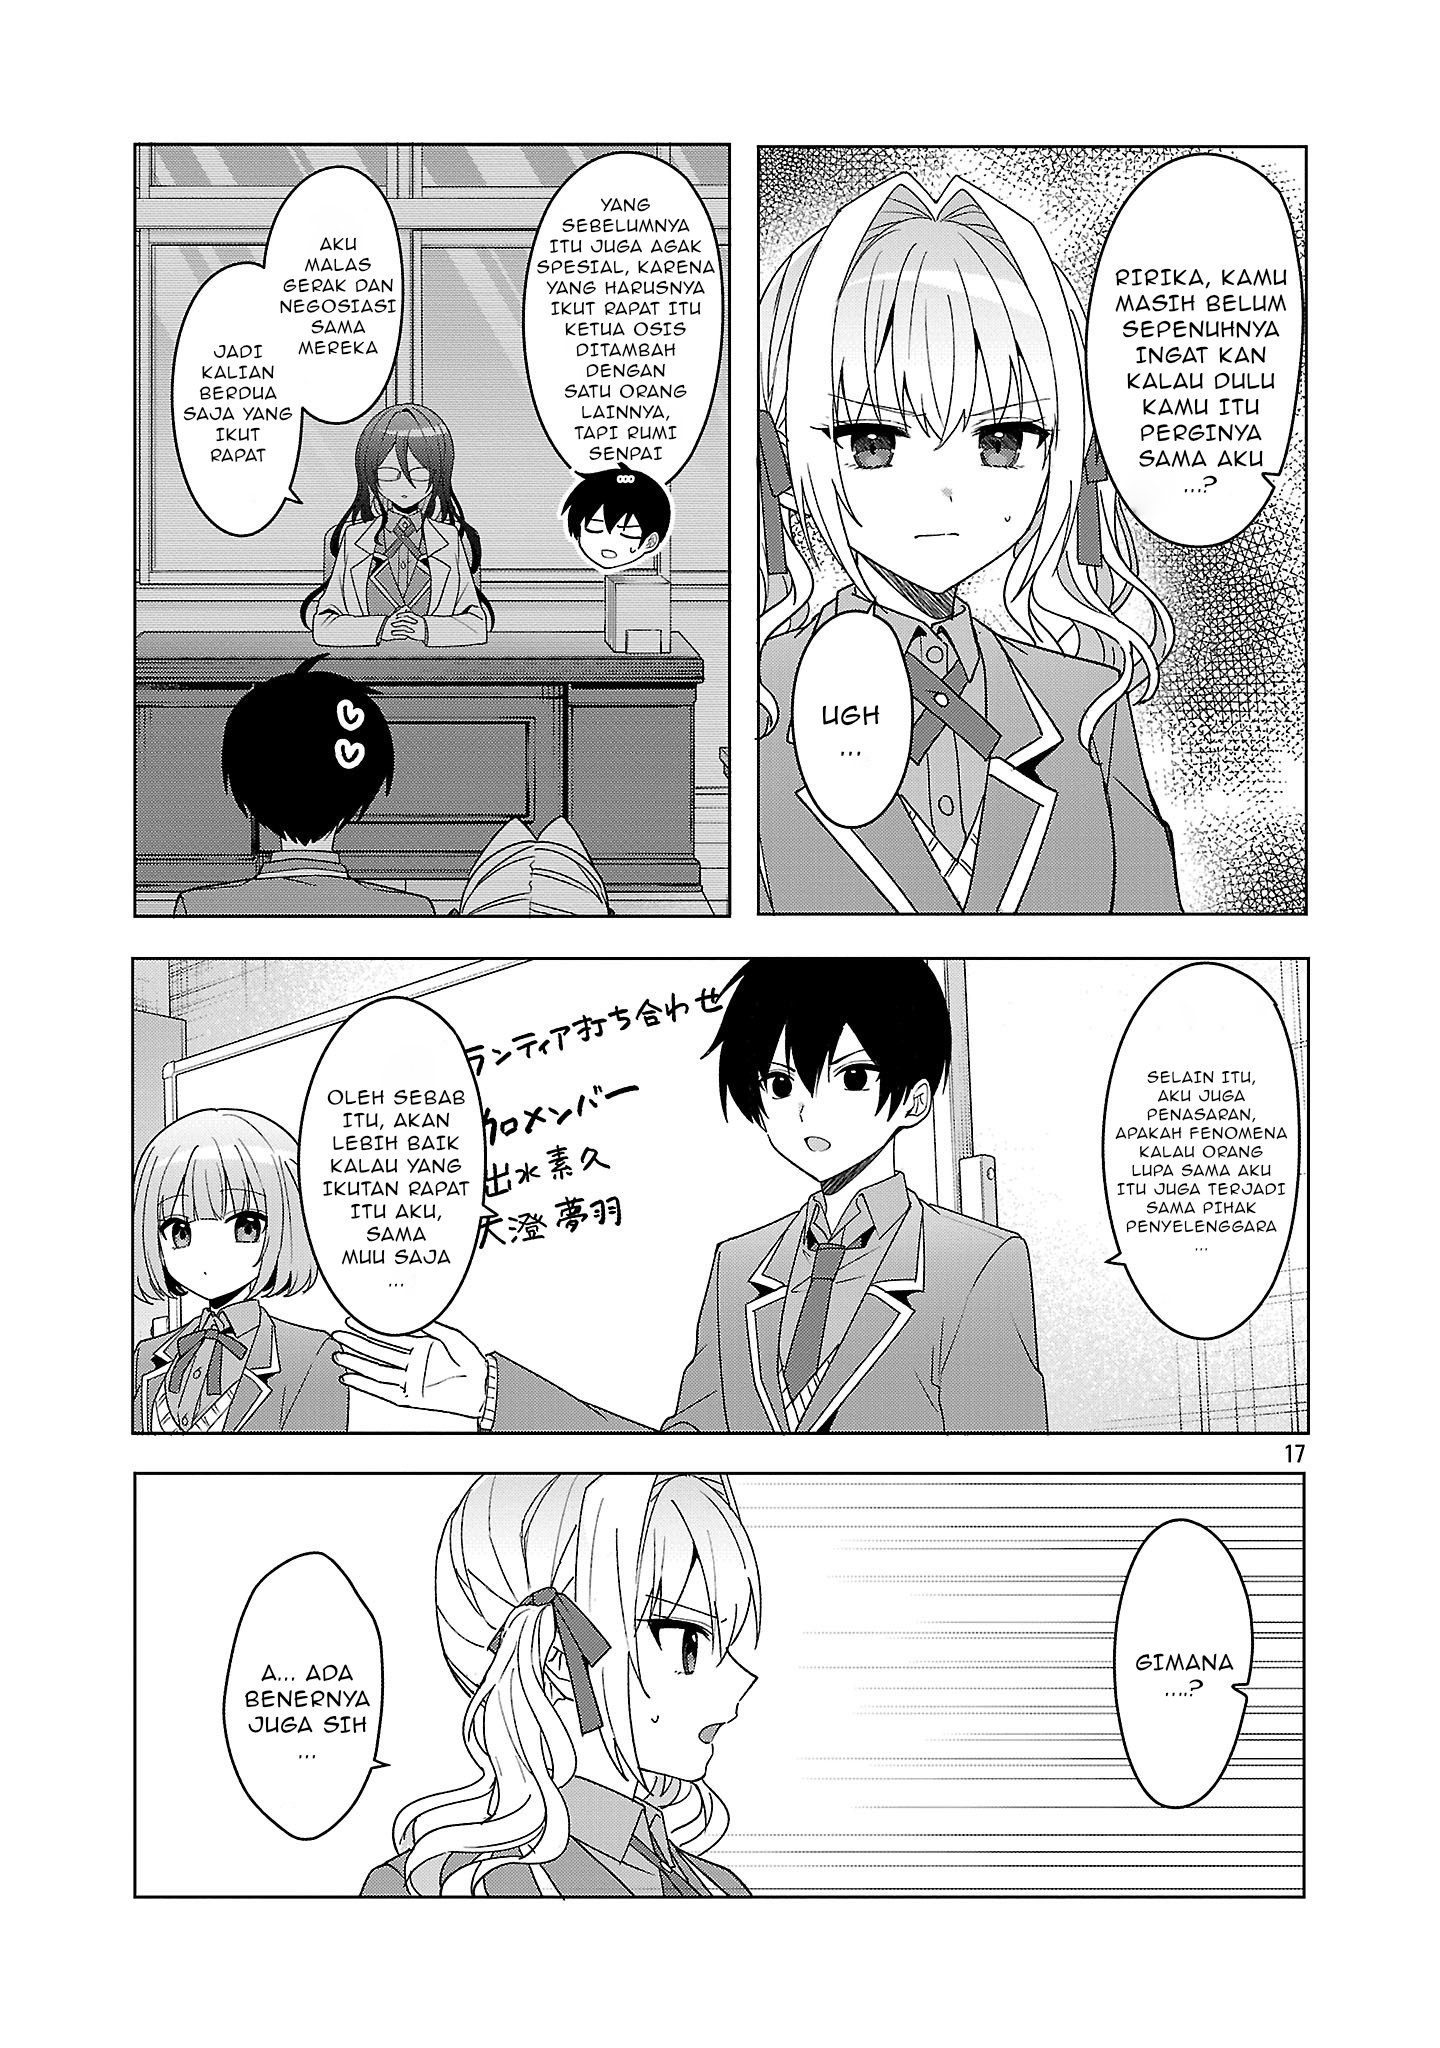 RIRIKA, KAMU
MASIH BELUM
SEPENUHNYA
INGAT KAN
KALAU DULU
KAMU ITU
PERGINYA
SAMA AKU
...?
UGH
...
YANG
SEBELUMNYA
ITU JUGA AGAK
SPESIAL, KARENA
YANG HARUSNYA
IKUT RAPAT ITU
KETUA OSIS
DITAMBAH
DENGAN
SATU ORANG
LAINNYA,
TAPI RUMI
SENPAI
AKU
MALAS
GERAK DAN
NEGOSIASI
SAMA
MEREKA
JADI
KALIAN
BERDUA
SAJA YANG
IKUT
RAPAT
SELAIN ITU,
AKU JUGA
PENASARAN,
APAKAH FENOMENA
KALAU ORANG
LUPA SAMA AKU
ITU JUGA TERJADI
SAMA PIHAK
PENYELENGGARA
...
ランティア打ち合わせ
加メンバー
出水素久
天澄夢羽
OLEH SEBAB
ITU, AKAN
LEBIH BAIK
KALAU YANG
IKUTAN RAPAT
ITU AKU,
SAMA
MUU SAJA
...
17
GIMANA
....?
A... ADA
BENERNYA
JUGA SIH
...